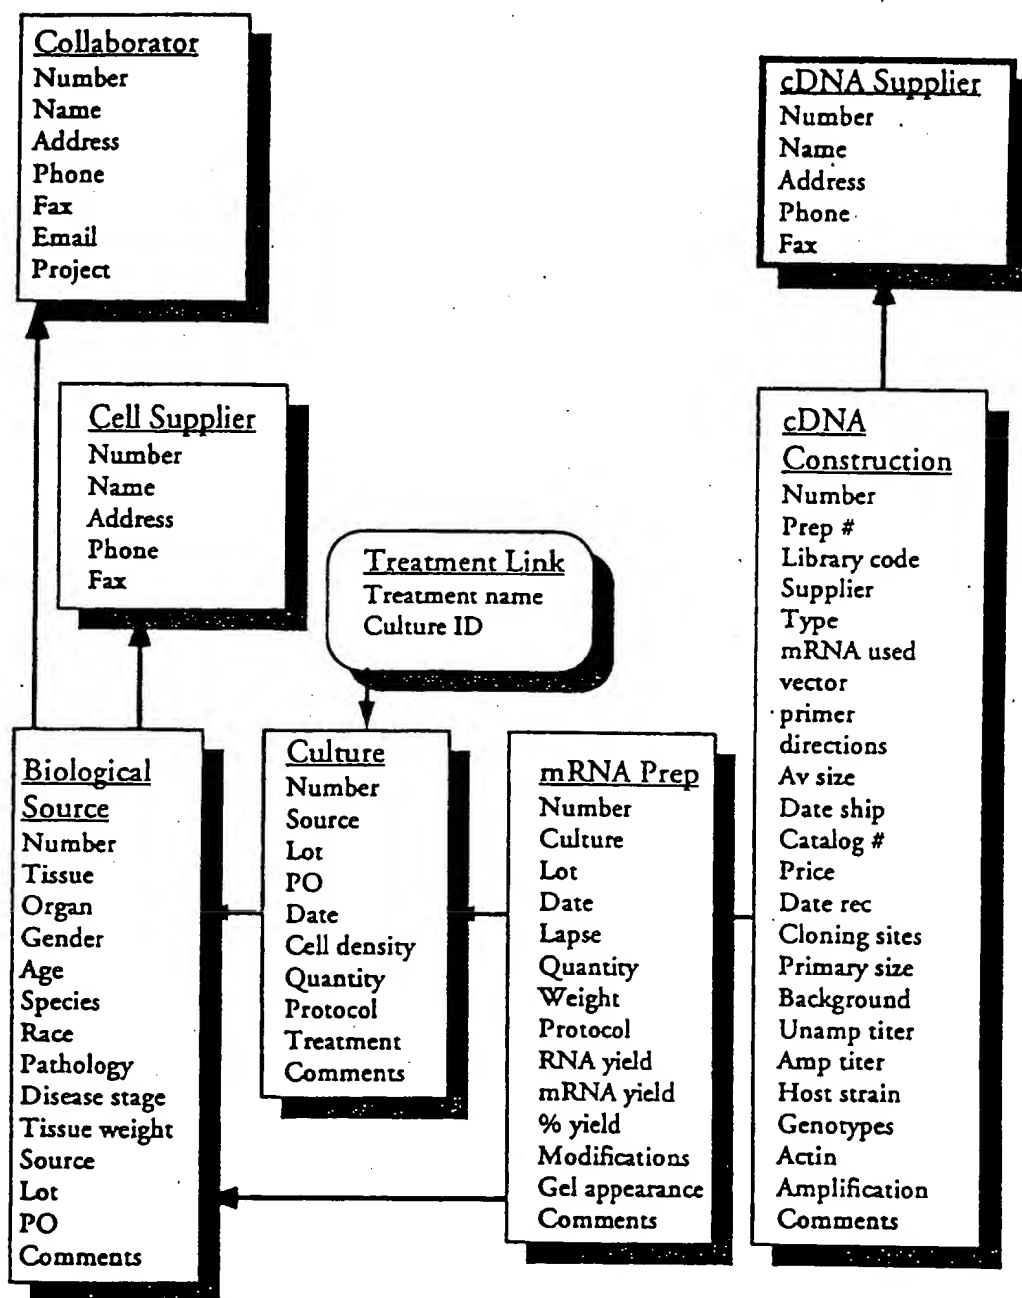 Collaborator
Number
Name
Address
Phone
Fax
Email
Project
cDNA Supplier
Number
Name
Address
Phone
Fax
Cell Supplier
Number
Name
Address
Phone
Fax
Treatment Link
Treatment name
Culture ID
Biological
Source
Number
Tissue
Organ
Gender
Age
Species
Race
Pathology
Disease stage
Tissue weight
Source
Lot
PO
Comments
Culture
Number
Source
Lot
PO
Date
Cell density
Quantity
Protocol
Treatment
Comments
mRNA Prep
Number
Culture
Lot
Date
Lapse
Quantity
Weight
Protocol
RNA yield
mRNA yield
% yield
Modifications
Gel appearance
Comments
cDNA
Construction
Number
Prep #
Library code
Supplier
Type
mRNA used
vector
primer
directions
Av size
Date ship
Catalog #
Price
Date rec
Cloning sites
Primary size
Background
Unamp titer
Amp titer
Host strain
Genotypes
Actin
Amplification
Comments